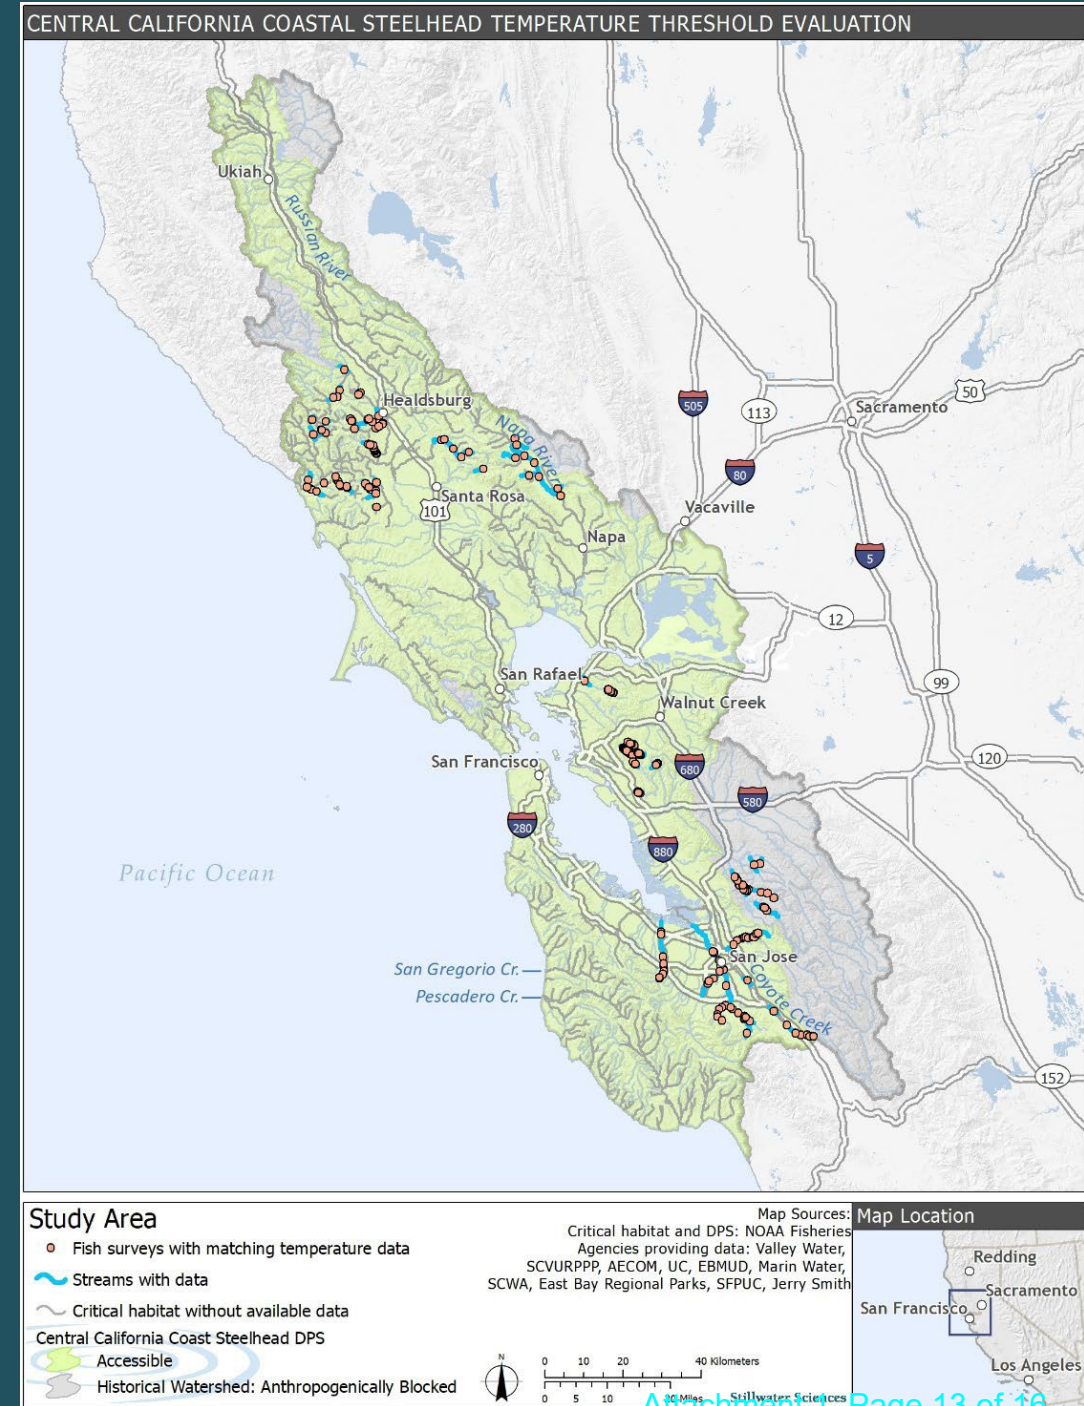 CENTRAL CALIFORNIA COASTAL STEELHEAD TEMPERATURE THRESHOLD EVALUATION
Ukiah
Russian River
Healdsburg
Napa River
505
113
50
Sacramento
80
Santa Rosa
101
Vacaville
Napa
5
12
San Rafael
99
Walnut Creek
San Francisco
680
120
580
280
880
Pacific Ocean
San Jose
San Gregorio Cr.
Coyote Creek
Pescadero Cr.
152
Study Area
Fish surveys with matching temperature data
Streams with data
Critical habitat without available data
Central California Coast Steelhead DPS
Accessible
Historical Watershed: Anthropogenically Blocked
Map Sources:
Critical habitat and DPS: NOAA Fisheries
Agencies providing data: Valley Water,
SCVURPPP, AECOM, UC, EBMUD, Marin Water,
SCWA, East Bay Regional Parks, SFPUC, Jerry Smith
N
0 10 20 40 Kilometers
0 5 10 20 Miles
Stillwater Sciences
Attachment 1, Page 13 of 16
Map Location
Redding
Sacramento
San Francisco
Los Angeles